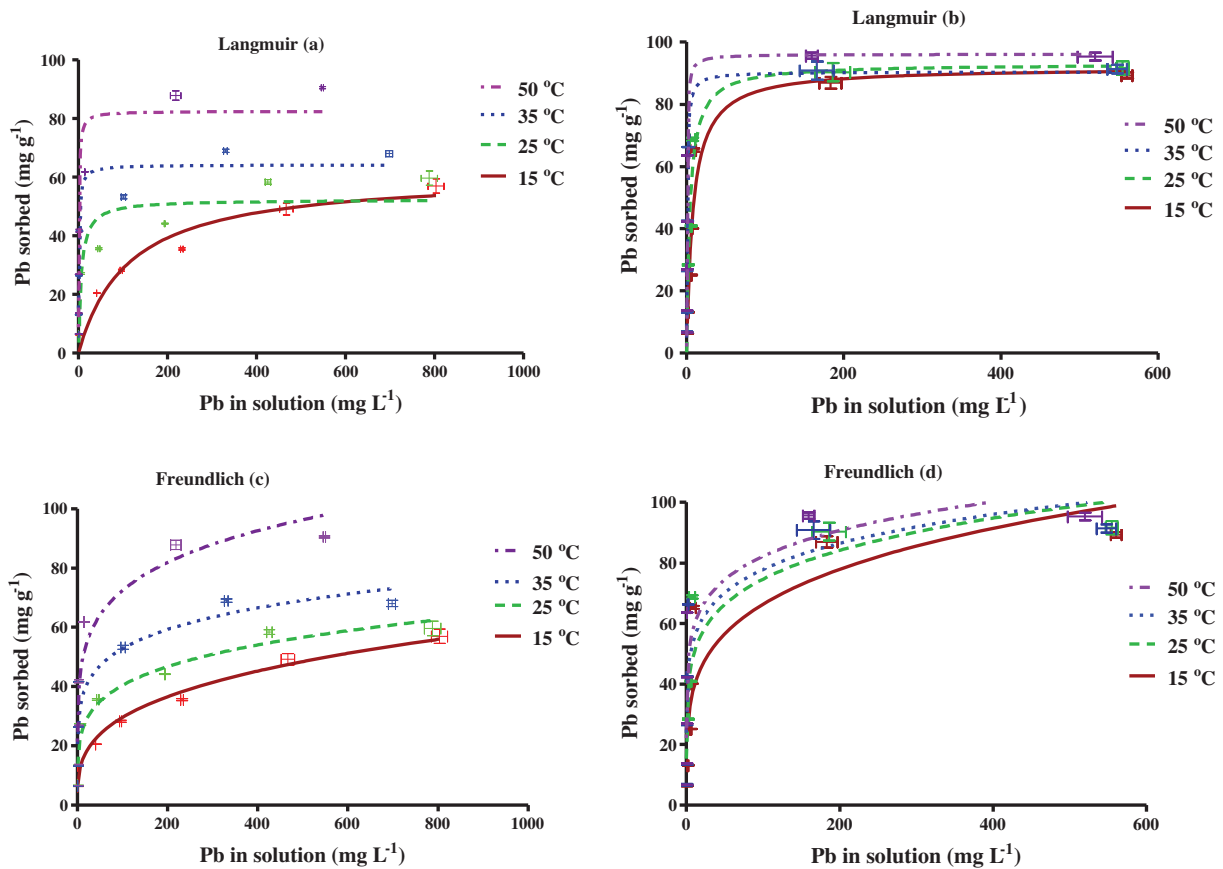 Langmuir (a)
100
80
60
40
20
0
Pb sorbed (mg g⁻¹)
0 200 400 600 800 1000
Pb in solution (mg L⁻¹)
50 ºC
35 ºC
25 ºC
15 ºC
Langmuir (b)
100
80
60
40
20
0
Pb sorbed (mg g⁻¹)
0 200 400 600
Pb in solution (mg L⁻¹)
50 ºC
35 ºC
25 ºC
15 ºC
Freundlich (c)
100
80
60
40
20
0
Pb sorbed (mg g⁻¹)
0 200 400 600 800 1000
Pb in solution (mg L⁻¹)
50 ºC
35 ºC
25 ºC
15 ºC
Freundlich (d)
100
80
60
40
20
0
Pb sorbed (mg g⁻¹)
0 200 400 600
Pb in solution (mg L⁻¹)
50 ºC
35 ºC
25 ºC
15 ºC